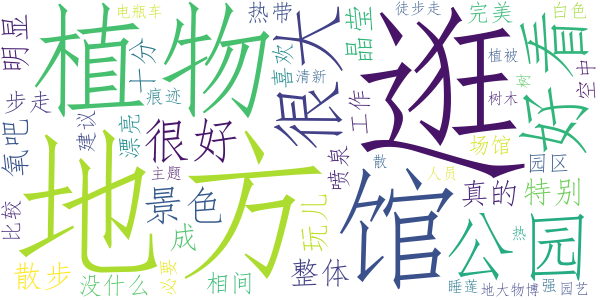 电瓶车
热带
徒步走
完美
白色
明显
植物
很大
晶莹
逛
植被
好看
十分
喜欢
清新
空中
步走
痕迹
树
树木
工作
氧吧
建议
漂亮
很好
场馆
喷泉
散
园区
主题
人员
地方
馆
真的
特别
比较
景色
玩儿
公园
成
热
散步
没什么
必要
相间
整体
睡莲
地大物博
强
园艺